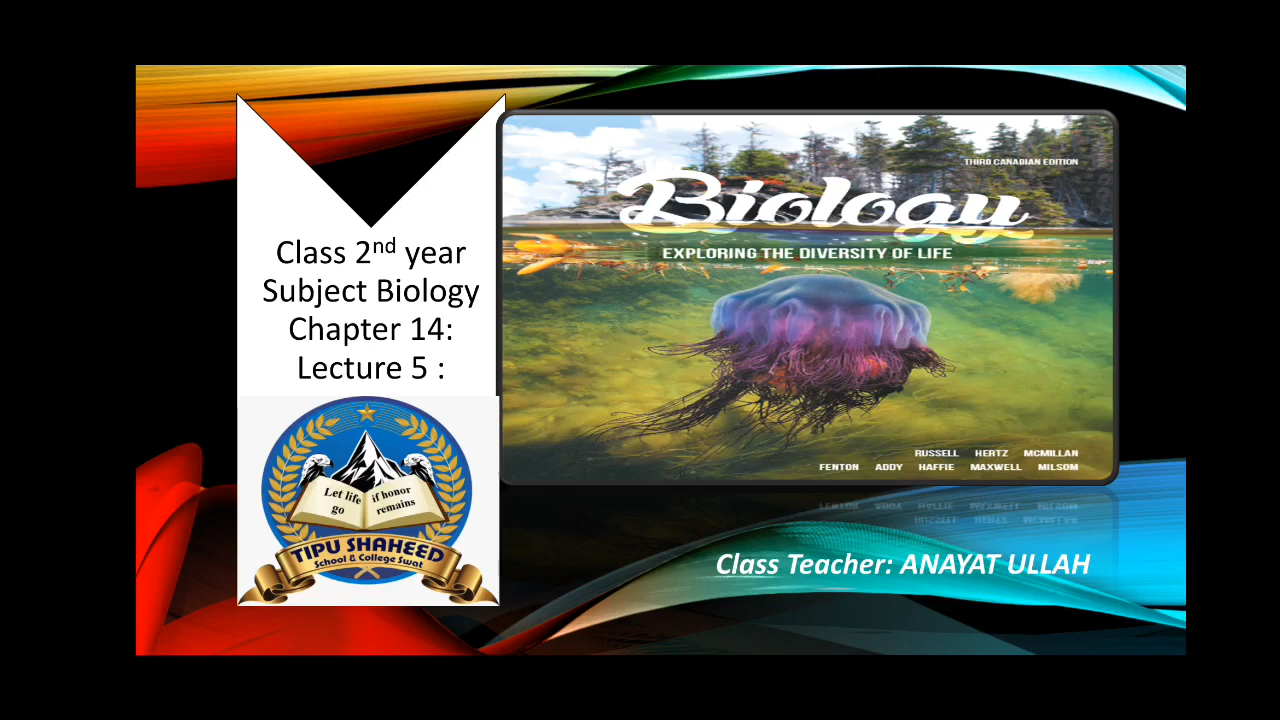 Class 2nd year
Subject Biology
Chapter 14:
Lecture 5 :
Let life
go
if honor
remains
TIPU SHAHEED
School & College Swat
THIRD CANADIAN EDITION
Biology
EXPLORING THE DIVERSITY OF LIFE
RUSSELL HERTZ MCMILLAN
FENTON ADDY HAFFIE MAXWELL MILSOM
Class Teacher: ANAYAT ULLAH